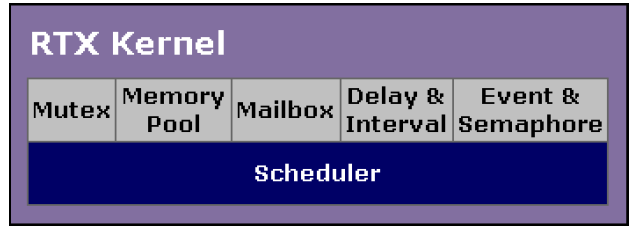 RTX Kernel
Mutex
Memory
Pool
Mailbox
Delay &
Interval
Event &
Semaphore
Scheduler